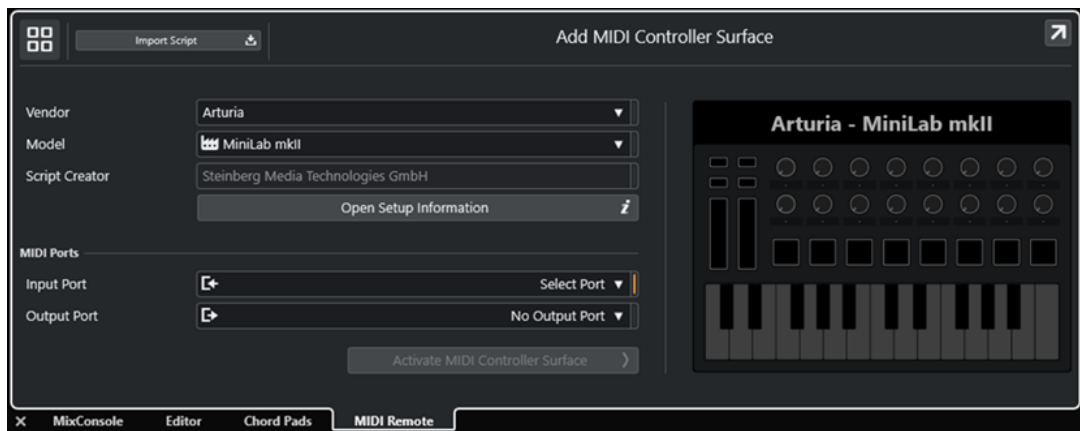 Import Script
Add MIDI Controller Surface
Vendor
Arturia
Model
MiniLab mkII
Script Creator
Steinberg Media Technologies GmbH
Open Setup Information
i
MIDI Ports
Input Port
Select Port
Output Port
No Output Port
Activate MIDI Controller Surface
Arturia - MiniLab mkII
MixConsole
Editor
Chord Pads
MIDI Remote